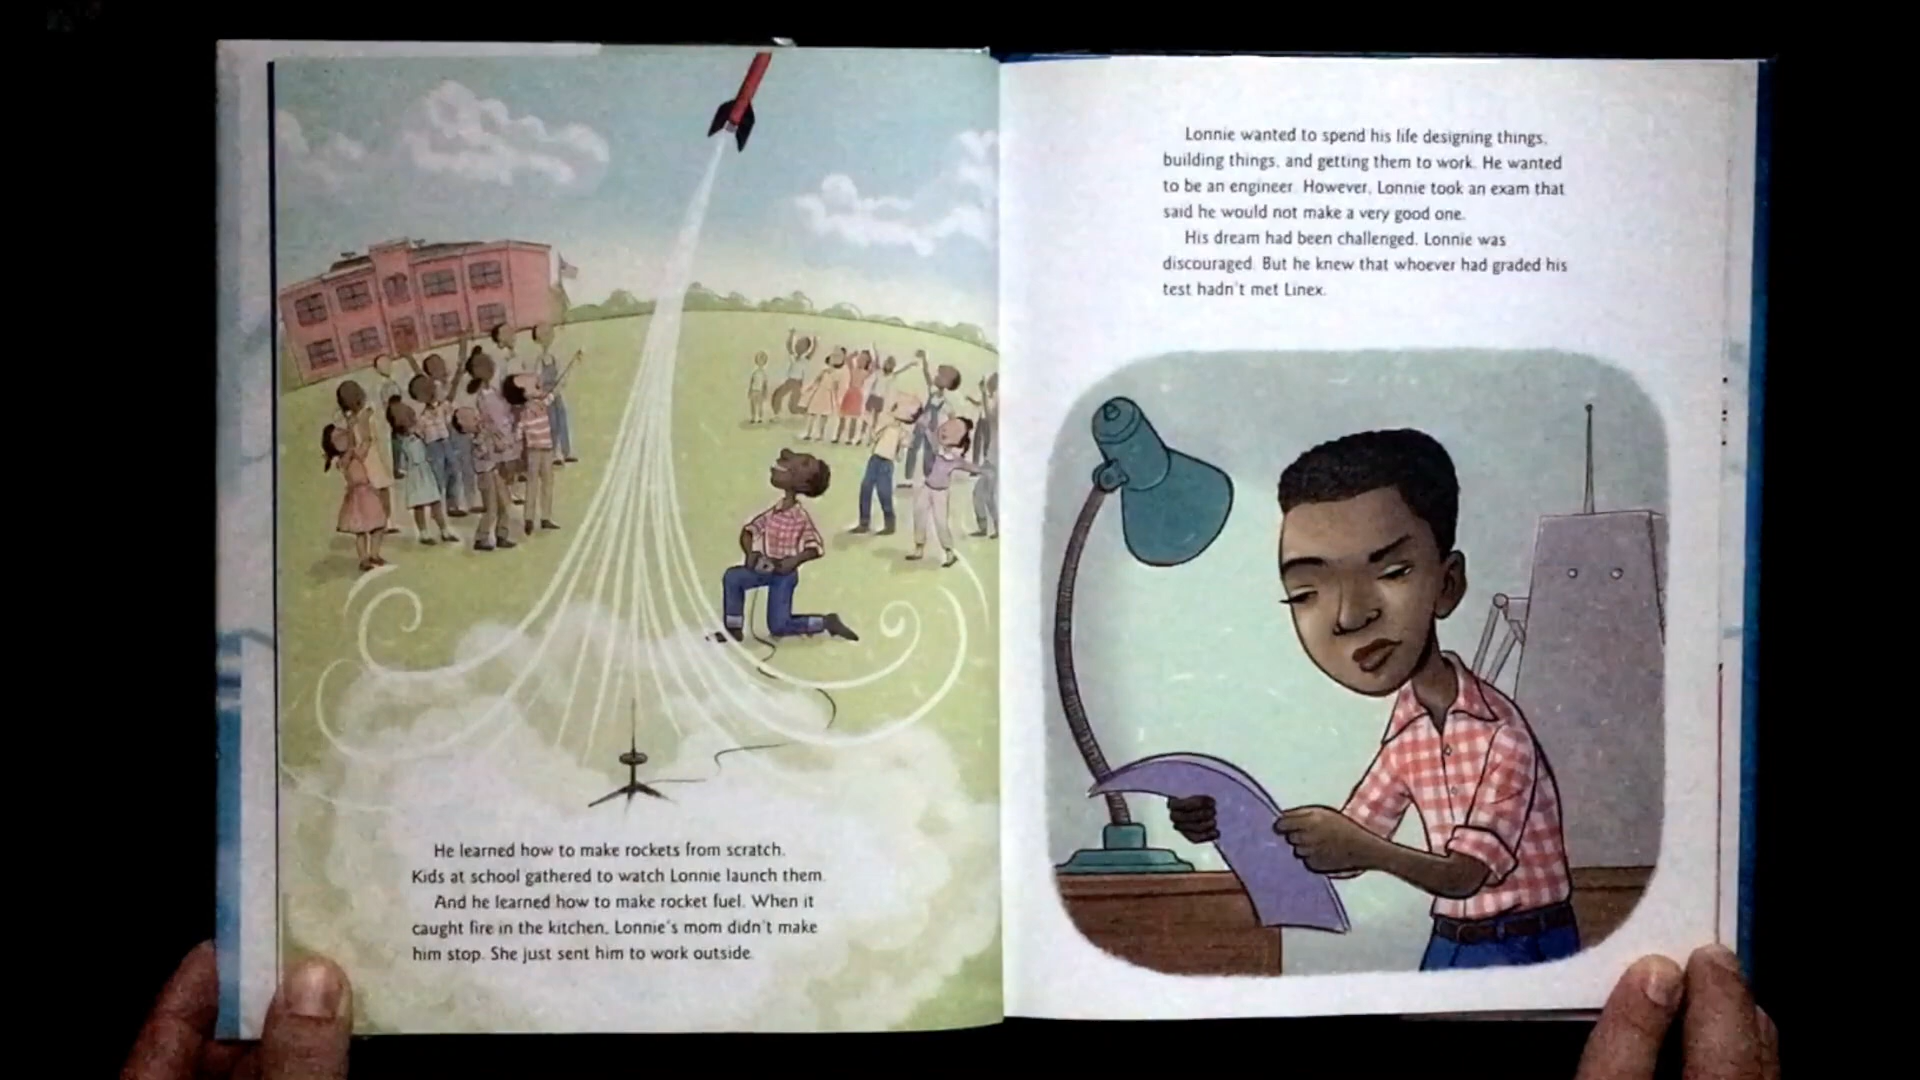 He learned how to make rockets from scratch.
Kids at school gathered to watch Lonnie launch them.
And he learned how to make rocket fuel. When it
caught fire in the kitchen, Lonnie's mom didn't make
him stop. She just sent him to work outside.
Lonnie wanted to spend his life designing things,
building things, and getting them to work. He wanted
to be an engineer. However, Lonnie took an exam that
said he would not make a very good one.
His dream had been challenged. Lonnie was
discouraged. But he knew that whoever had graded his
test hadn't met Linex.